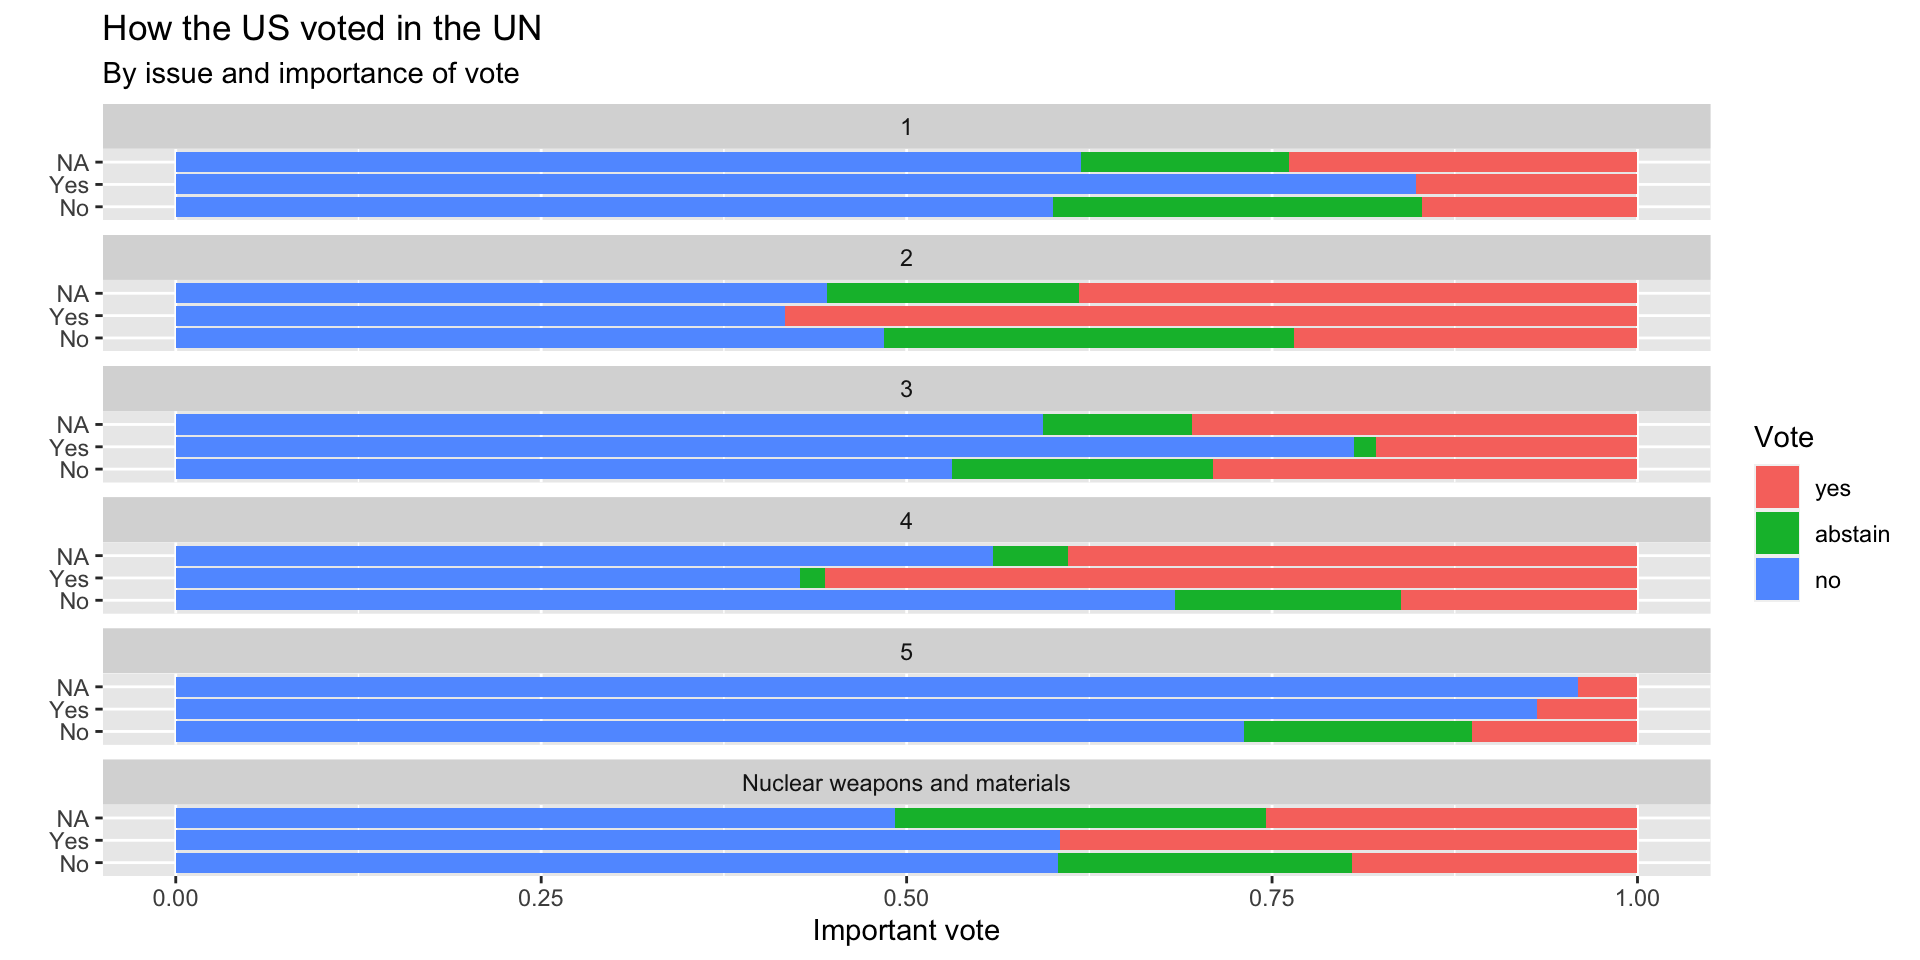 How the US voted in the UN
By issue and importance of vote
1
NA
Yes
No
2
NA
Yes
No
3
NA
Yes
No
4
NA
Yes
No
5
NA
Yes
No
Nuclear weapons and materials
NA
Yes
No
0.00 0.25 0.50 0.75 1.00
Important vote
Vote
yes
abstain
no